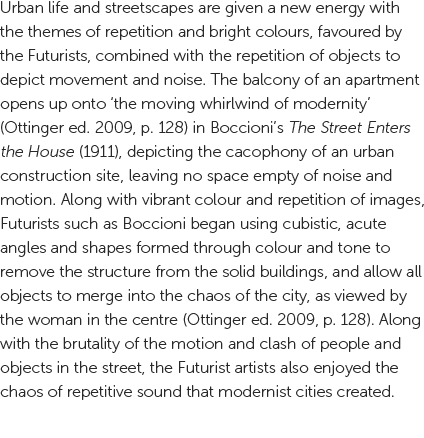 Urban life and streetscapes are given a new energy with
the themes of repetition and bright colours, favoured by
the Futurists, combined with the repetition of objects to
depict movement and noise. The balcony of an apartment
opens up onto ‘the moving whirlwind of modernity’
(Ottinger ed. 2009, p. 128) in Boccioni’s The Street Enters
the House (1911), depicting the cacophony of an urban
construction site, leaving no space empty of noise and
motion. Along with vibrant colour and repetition of images,
Futurists such as Boccioni began using cubistic, acute
angles and shapes formed through colour and tone to
remove the structure from the solid buildings, and allow all
objects to merge into the chaos of the city, as viewed by
the woman in the centre (Ottinger ed. 2009, p. 128). Along
with the brutality of the motion and clash of people and
objects in the street, the Futurist artists also enjoyed the
chaos of repetitive sound that modernist cities created.